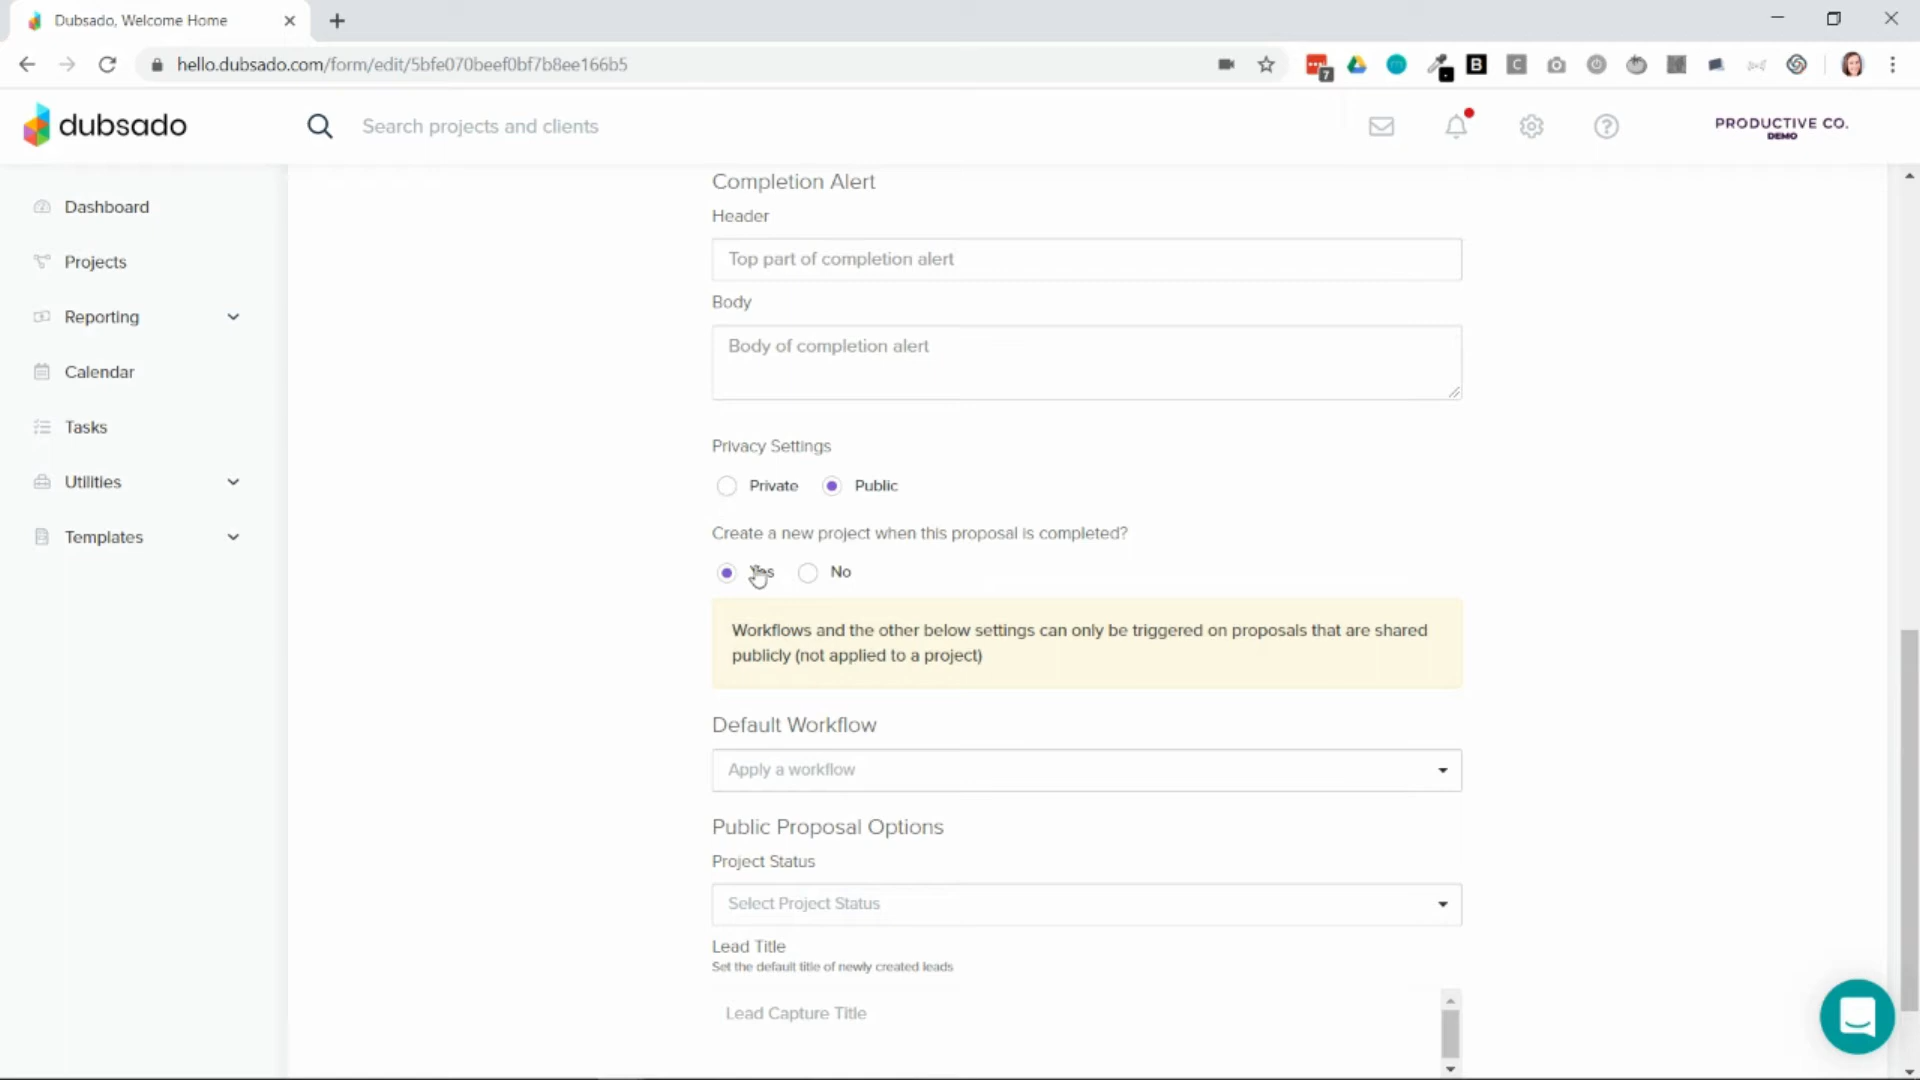 Dubsado, Welcome Home
hello.dubsado.com/form/edit/5bfe070beef0bf7b8ee166b5
7
B
C
dubsado
Search projects and clients
PRODUCTIVE CO.
DEMO
Dashboard
Projects
Reporting
Calendar
Tasks
Utilities
Templates
Completion Alert
Header
Top part of completion alert
Body
Body of completion alert
Privacy Settings
Private
Public
Create a new project when this proposal is completed?
Yes
No
Workflows and the other below settings can only be triggered on proposals that are shared
publicly (not applied to a project)
Default Workflow
Apply a workflow
Public Proposal Options
Project Status
Select Project Status
Lead Title
Set the default title of newly created leads
Lead Capture Title